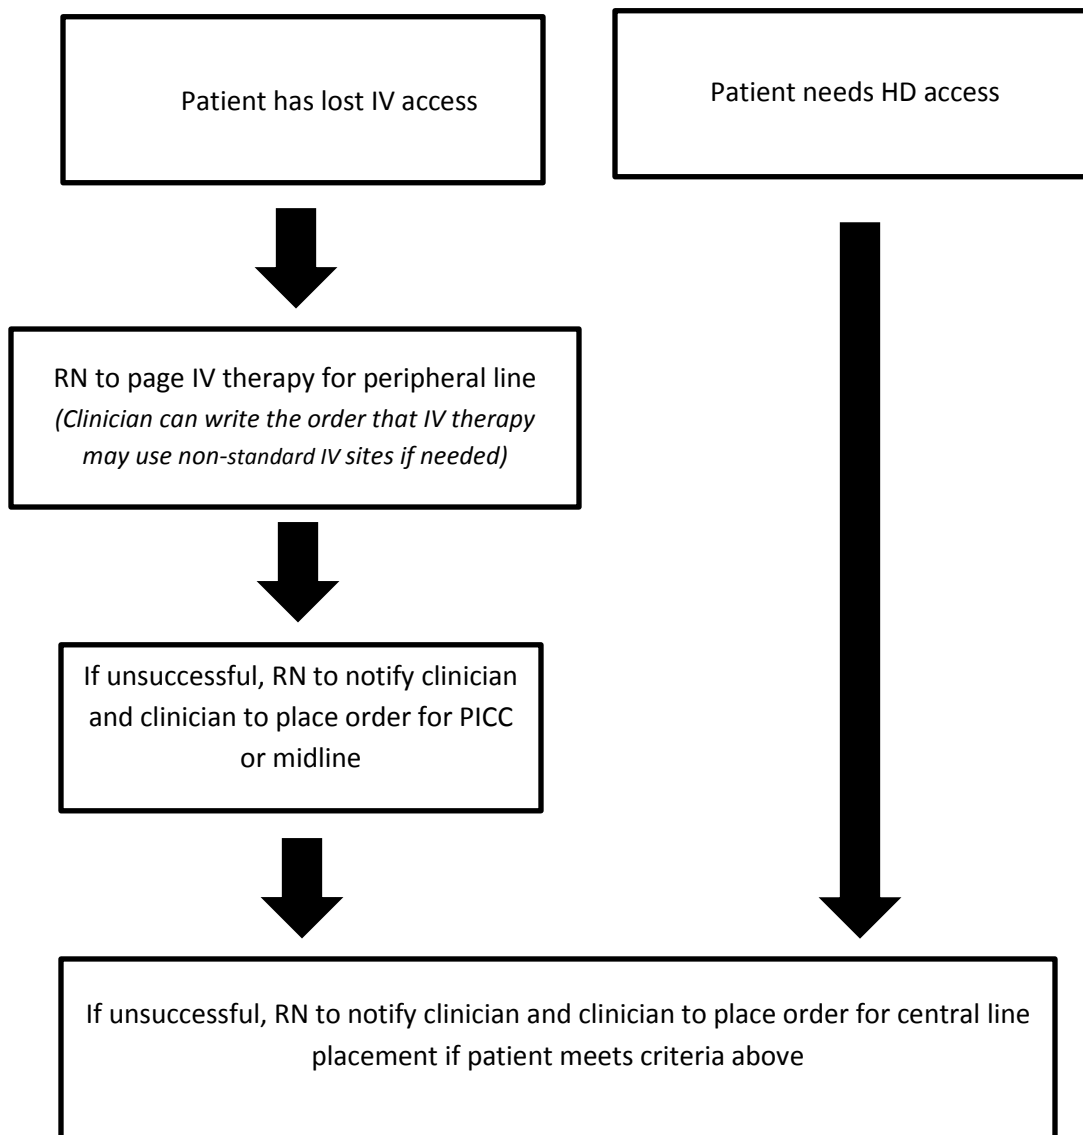 Patient has lost IV access
Patient needs HD access
RN to page IV therapy for peripheral line
(Clinician can write the order that IV therapy
may use non-standard IV sites if needed)
If unsuccessful, RN to notify clinician
and clinician to place order for PICC
or midline
If unsuccessful, RN to notify clinician and clinician to place order for central line
placement if patient meets criteria above